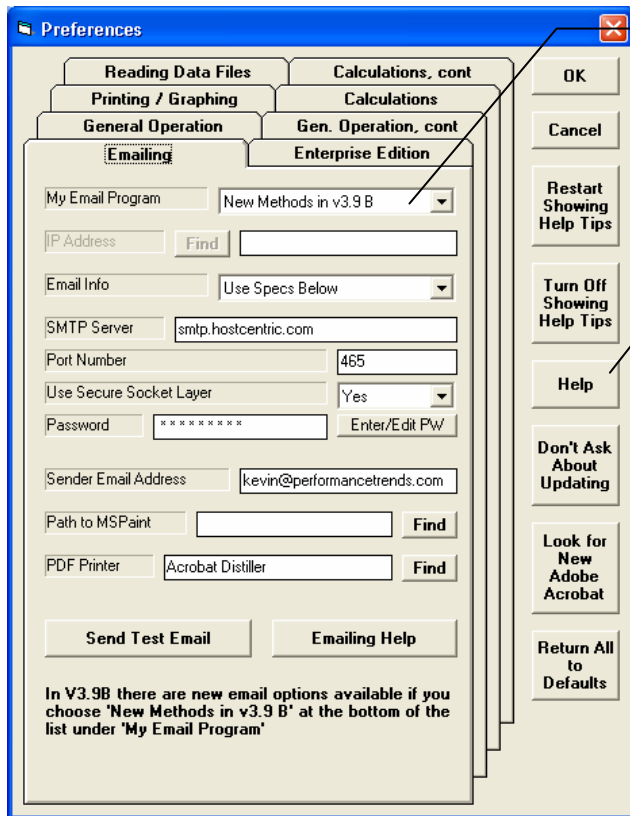 Preferences
Reading Data Files
Calculations, cont
Printing / Graphing
Calculations
General Operation
Gen. Operation, cont
Emailing
Enterprise Edition
My Email Program
New Methods in v3.9 B
IP Address
Find
Email Info
Use Specs Below
SMTP Server
smtp.hostcentric.com
Port Number
465
Use Secure Socket Layer
Yes
Password
* * * * * * * * *
Enter/Edit PW
Sender Email Address
kevin@performancetrends.com
Path to MSPaint
Find
PDF Printer
Acrobat Distiller
Find
Send Test Email
Emailing Help
In V3.9B there are new email options available if you
choose 'New Methods in v3.9 B' at the bottom of the
list under 'My Email Program'
OK
Cancel
Restart
Showing
Help Tips
Turn Off
Showing
Help Tips
Help
Don't Ask
About
Updating
Look for
New
Adobe
Acrobat
Return All
to
Defaults